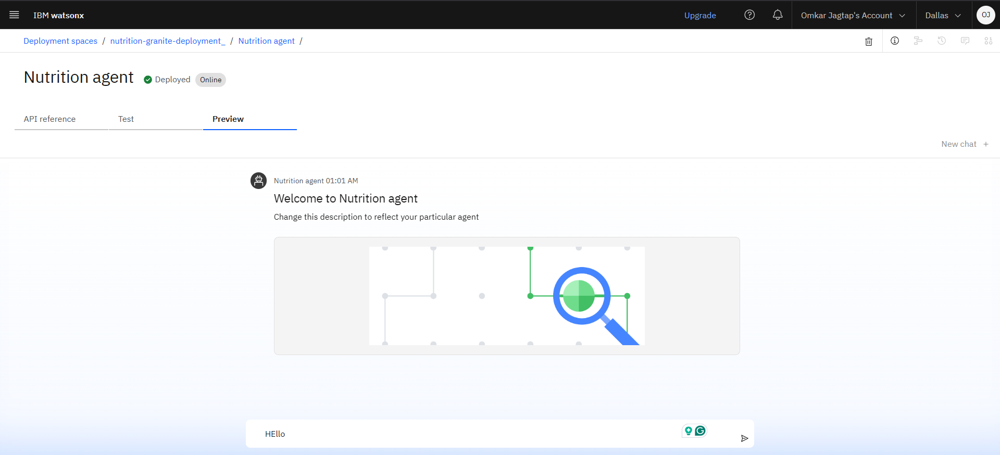 IBM watsonx
Upgrade
Omkar Jagtap's Account
Dallas
OJ
Deployment spaces / nutrition-granite-deployment_ / Nutrition agent /
Nutrition agent
Deployed
Online
API reference
Test
Preview
New chat +
Nutrition agent 01:01 AM
Welcome to Nutrition agent
Change this description to reflect your particular agent
HEllo